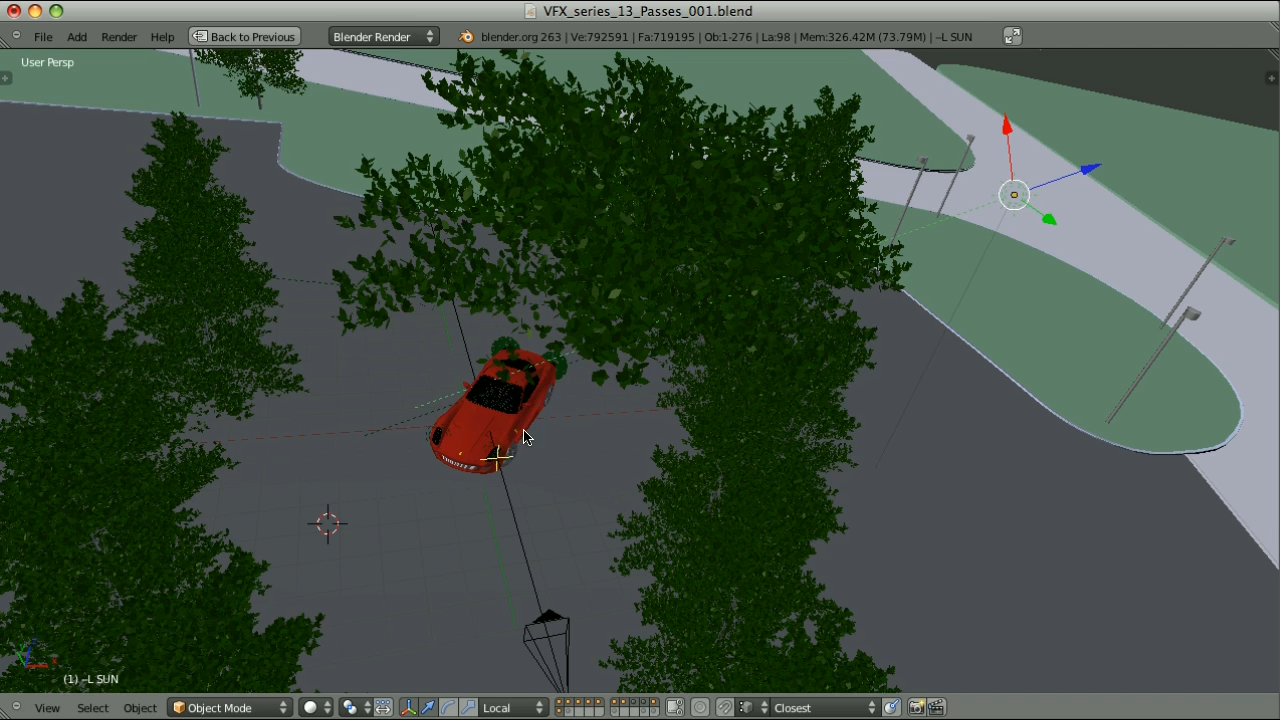 VFX_series_13_Passes_001.blend
File Add Render Help Back to Previous Blender Render blender.org 263 | Ve:792591 | Fa:719195 | Ob:1-276 | La:98 | Mem:326.42M (73.79M) | ~L SUN
User Persp
(1) ~L SUN
View Select Object Object Mode Local Closest